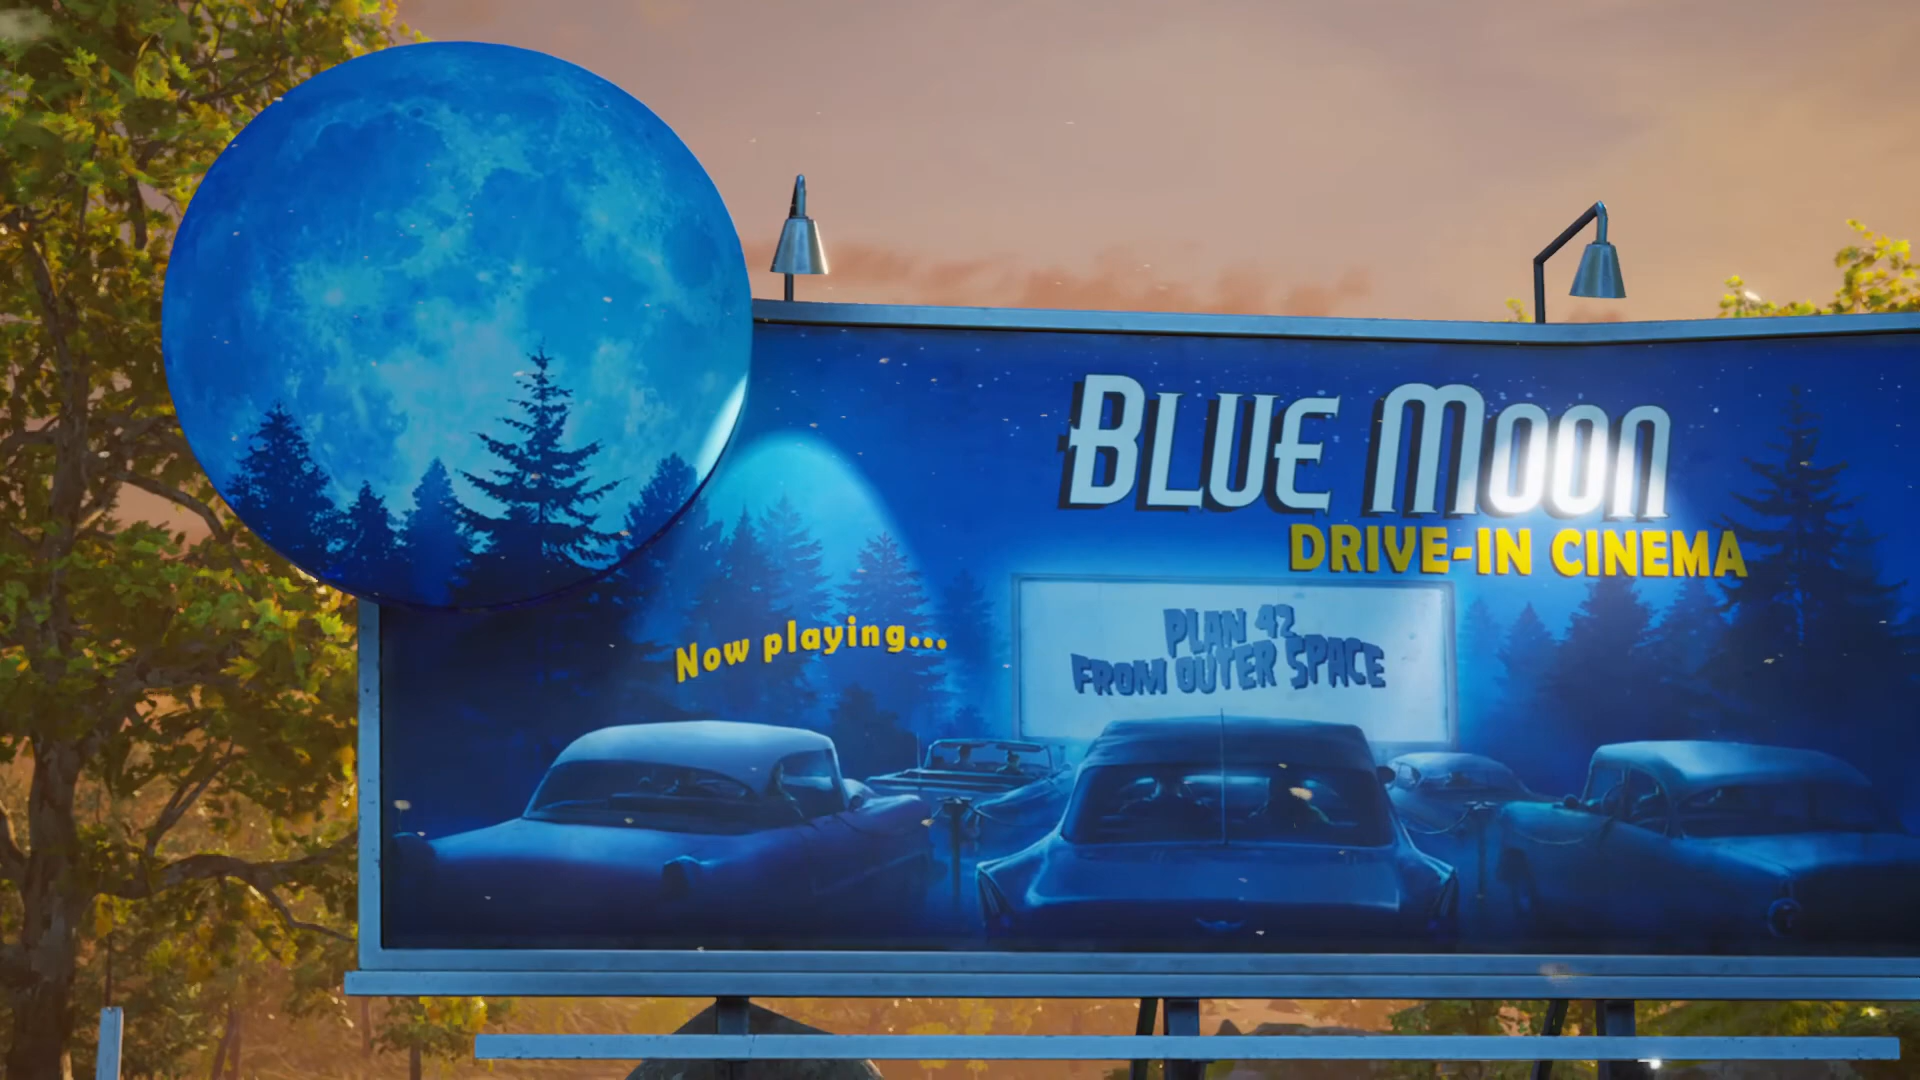 BLUE MOON
DRIVE-IN CINEMA
Now playing...
PLAN 42
FROM OUTER SPACE